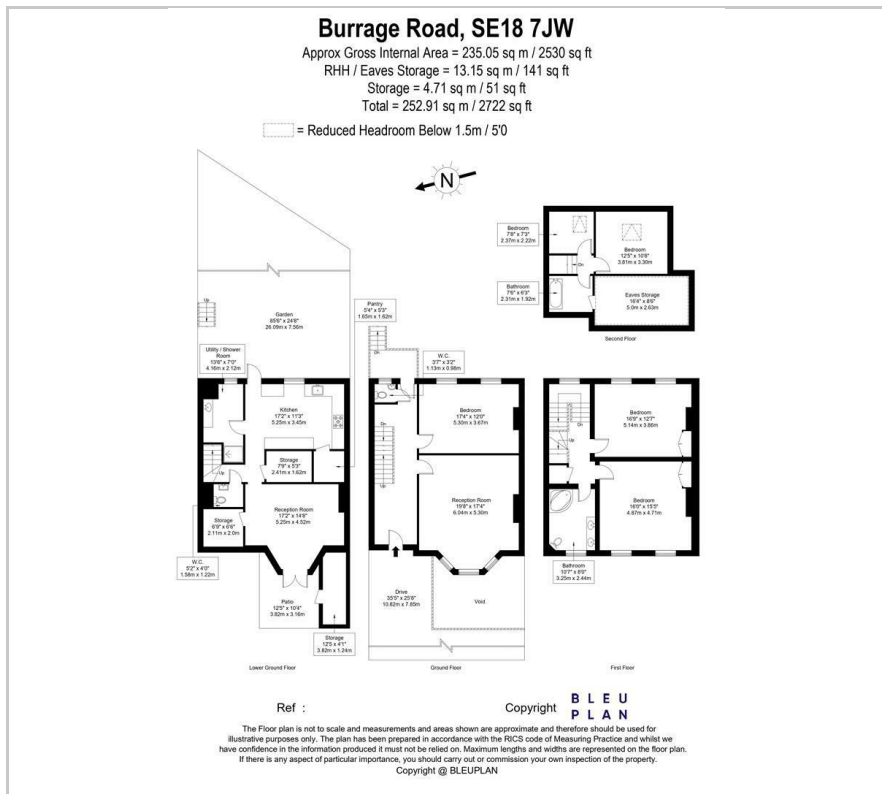 Burrage Road, SE18 7JW
Approx Gross Internal Area = 235.05 sq m / 2530 sq ft
RHH / Eaves Storage = 13.15 sq m / 141 sq ft
Storage = 4.71 sq m / 51 sq ft
Total = 252.91 sq m / 2722 sq ft
= Reduced Headroom Below 1.5m / 5'0
N
Bedroom
7'9" x 7'3"
2.37m x 2.22m
Bedroom
12'5" x 10'8"
3.81m x 3.30m
Dn
Bathroom
7'6" x 6'3"
2.31m x 1.92m
Eaves Storage
16'4" x 8'6"
5.0m x 2.63m
Second Floor
Up
Garden
85'6" x 24'8"
26.09m x 7.56m
Pantry
5'4" x 5'3"
1.65m x 1.62m
Utility / Shower
Room
13'6" x 7'0"
4.16m x 2.12m
Kitchen
17'2" x 11'3"
5.25m x 3.45m
Storage
7'9" x 5'3"
2.41m x 1.62m
Up
Reception Room
17'2" x 14'8"
5.25m x 4.52m
Storage
6'9" x 6'6"
2.11m x 2.0m
W.C.
5'2" x 4'0"
1.58m x 1.22m
Patio
12'5" x 10'4"
3.82m x 3.16m
Storage
12'5 x 4'1"
3.82m x 1.24m
Lower Ground Floor
Dn
W.C.
3'7" x 3'2"
1.13m x 0.98m
Bedroom
17'4" x 12'0"
5.30m x 3.67m
Dn
Up
Reception Room
19'8" x 17'4"
6.04m x 5.30m
Drive
35'5" x 25'8"
10.82m x 7.85m
Void
Ground Floor
Dn
Up
Bedroom
16'9" x 12'7"
5.14m x 3.86m
Bedroom
16'0" x 15'5"
4.87m x 4.71m
Bathroom
10'7" x 8'0"
3.25m x 2.44m
First Floor
Ref :
Copyright
BLEU
PLAN
The Floor plan is not to scale and measurements and areas shown are approximate and therefore should be used for
illustrative purposes only. The plan has been prepared in accordance with the RICS code of Measuring Practice and whilst we
have confidence in the information produced it must not be relied on. Maximum lengths and widths are represented on the floor plan.
If there is any aspect of particular importance, you should carry out or commission your own inspection of the property.
Copyright @ BLEUPLAN